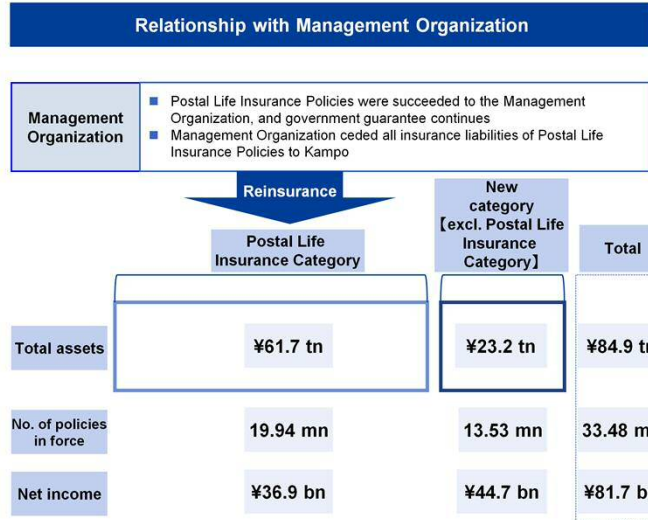 Relationship with Management Organization
Management
Organization
■ Postal Life Insurance Policies were succeeded to the Management
Organization, and government guarantee continues
■ Management Organization ceded all insurance liabilities of Postal Life
Insurance Policies to Kampo
Reinsurance
Postal Life
Insurance Category
New
category
【excl. Postal Life
Insurance
Category】
Total
Total assets
¥61.7 tn
¥23.2 tn
¥84.9 tn
No. of policies
in force
19.94 mn
13.53 mn
33.48 m
Net income
¥36.9 bn
¥44.7 bn
¥81.7 b